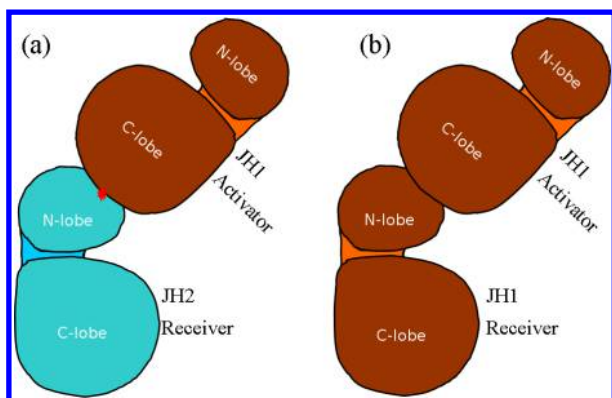 (a)
N-lobe
C-lobe
JH1
Activator
N-lobe
C-lobe
JH2
Receiver
(b)
N-lobe
C-lobe
JH1
Activator
N-lobe
C-lobe
JH1
Receiver